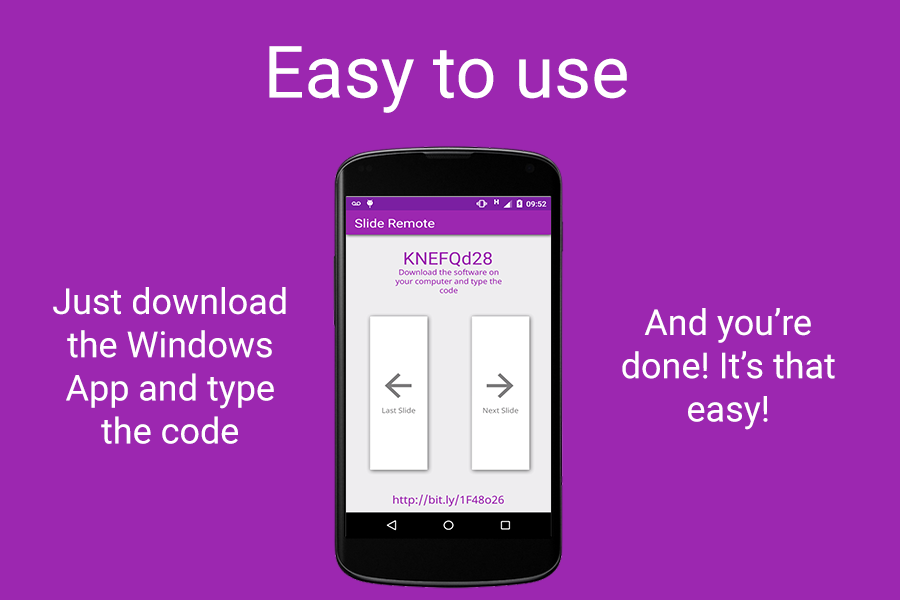 Easy to use
09:52
Slide Remote
KNEFQd28
Download the software on
your computer and type the
code
Last Slide
Next Slide
http://bit.ly/1F48o26
Just download
the Windows
App and type
the code
And you're
done! It's that
easy!